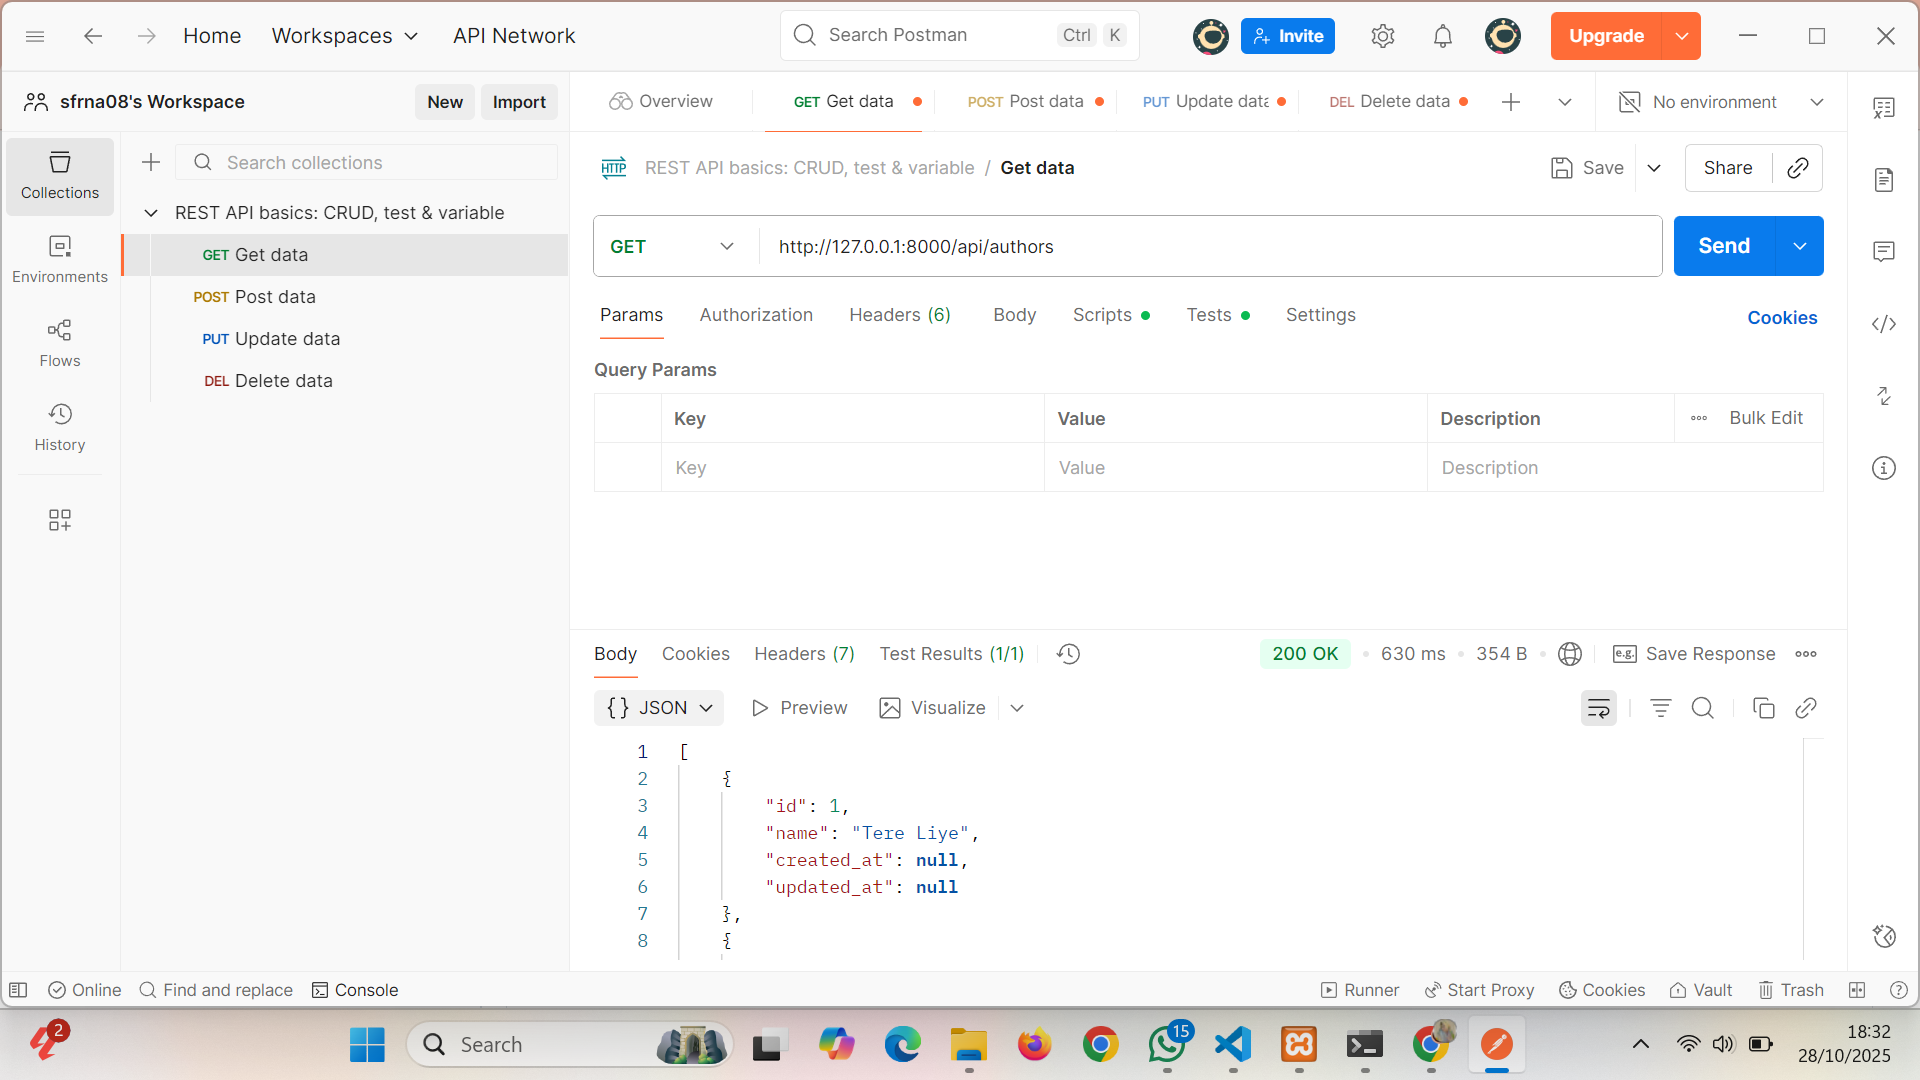 Home
Workspaces
API Network
Search Postman
Ctrl K
Invite
Upgrade
sfrna08's Workspace
New
Import
Overview
GET Get data
POST Post data
PUT Update data
DEL Delete data
No environment
Collections
Environments
Flows
History
Search collections
REST API basics: CRUD, test & variable
GET Get data
POST Post data
PUT Update data
DEL Delete data
HTTP REST API basics: CRUD, test & variable / Get data
Save
Share
GET
http://127.0.0.1:8000/api/authors
Send
Params
Authorization
Headers (6)
Body
Scripts
Tests
Settings
Cookies
Query Params
Key Value Description Bulk Edit
Key Value Description
Body
Cookies
Headers (7)
Test Results (1/1)
200 OK
630 ms
354 B
e.g. Save Response
{} JSON
Preview
Visualize
1 [
2 {
3 "id": 1,
4 "name": "Tere Liye",
5 "created_at": null,
6 "updated_at": null
7 },
8 {
Online
Find and replace
Console
Runner
Start Proxy
Cookies
Vault
Trash
2
Search
15
18:32
28/10/2025